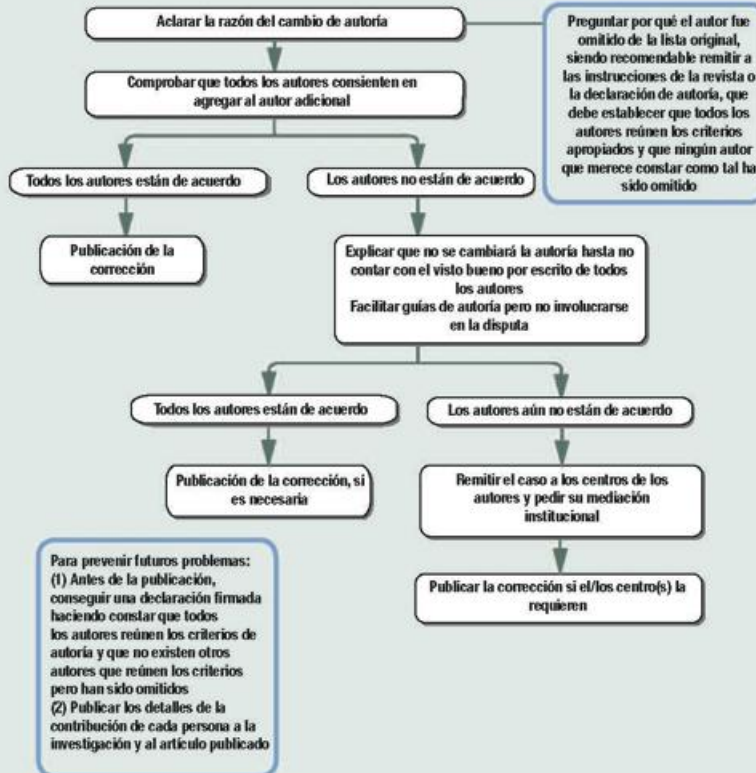 Aclarar la razón del cambio de autoría
Preguntar por qué el autor fue
omitido de la lista original,
siendo recomendable remitir a
las instrucciones de la revista o
la declaración de autoría, que
debe establecer que todos los
autores reúnen los criterios
apropiados y que ningún autor
que merece constar como tal ha
sido omitido
Comprobar que todos los autores consienten en
agregar al autor adicional
Todos los autores están de acuerdo
Los autores no están de acuerdo
Publicación de la
corrección
Explicar que no se cambiará la autoría hasta no
contar con el visto bueno por escrito de todos
los autores
Facilitar guías de autoría pero no involucrarse
en la disputa
Todos los autores están de acuerdo
Los autores aún no están de acuerdo
Publicación de la corrección, si
es necesaria
Remitir el caso a los centros de los
autores y pedir su mediación
institucional
Publicar la corrección si el/los centro(s) la
requieren
Para prevenir futuros problemas:
(1) Antes de la publicación,
conseguir una declaración firmada
haciendo constar que todos
los autores reúnen los criterios de
autoría y que no existen otros
autores que reúnen los criterios
pero han sido omitidos
(2) Publicar los detalles de la
contribución de cada persona a la
investigación y al artículo publicado